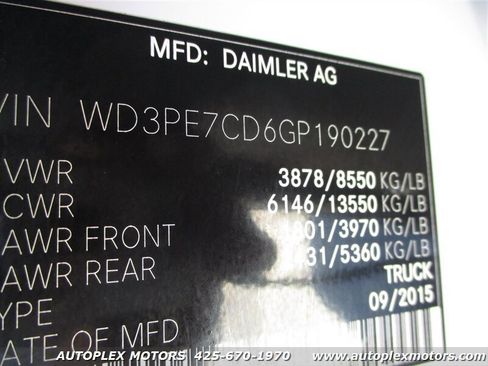 MFD: DAIMLER AG
VIN WD3PE7CD6GP190227
VWR 3878/8550 KG/LB
CWR 6146/13550 KG/LB
AWR FRONT 1801/3970 KG/LB
AWR REAR 2431/5360 KG/LB
YPE TRUCK
ATE OF MFD 09/2015
AUTOPLEX MOTORS 425-670-1970 www.autoplexmotors.com